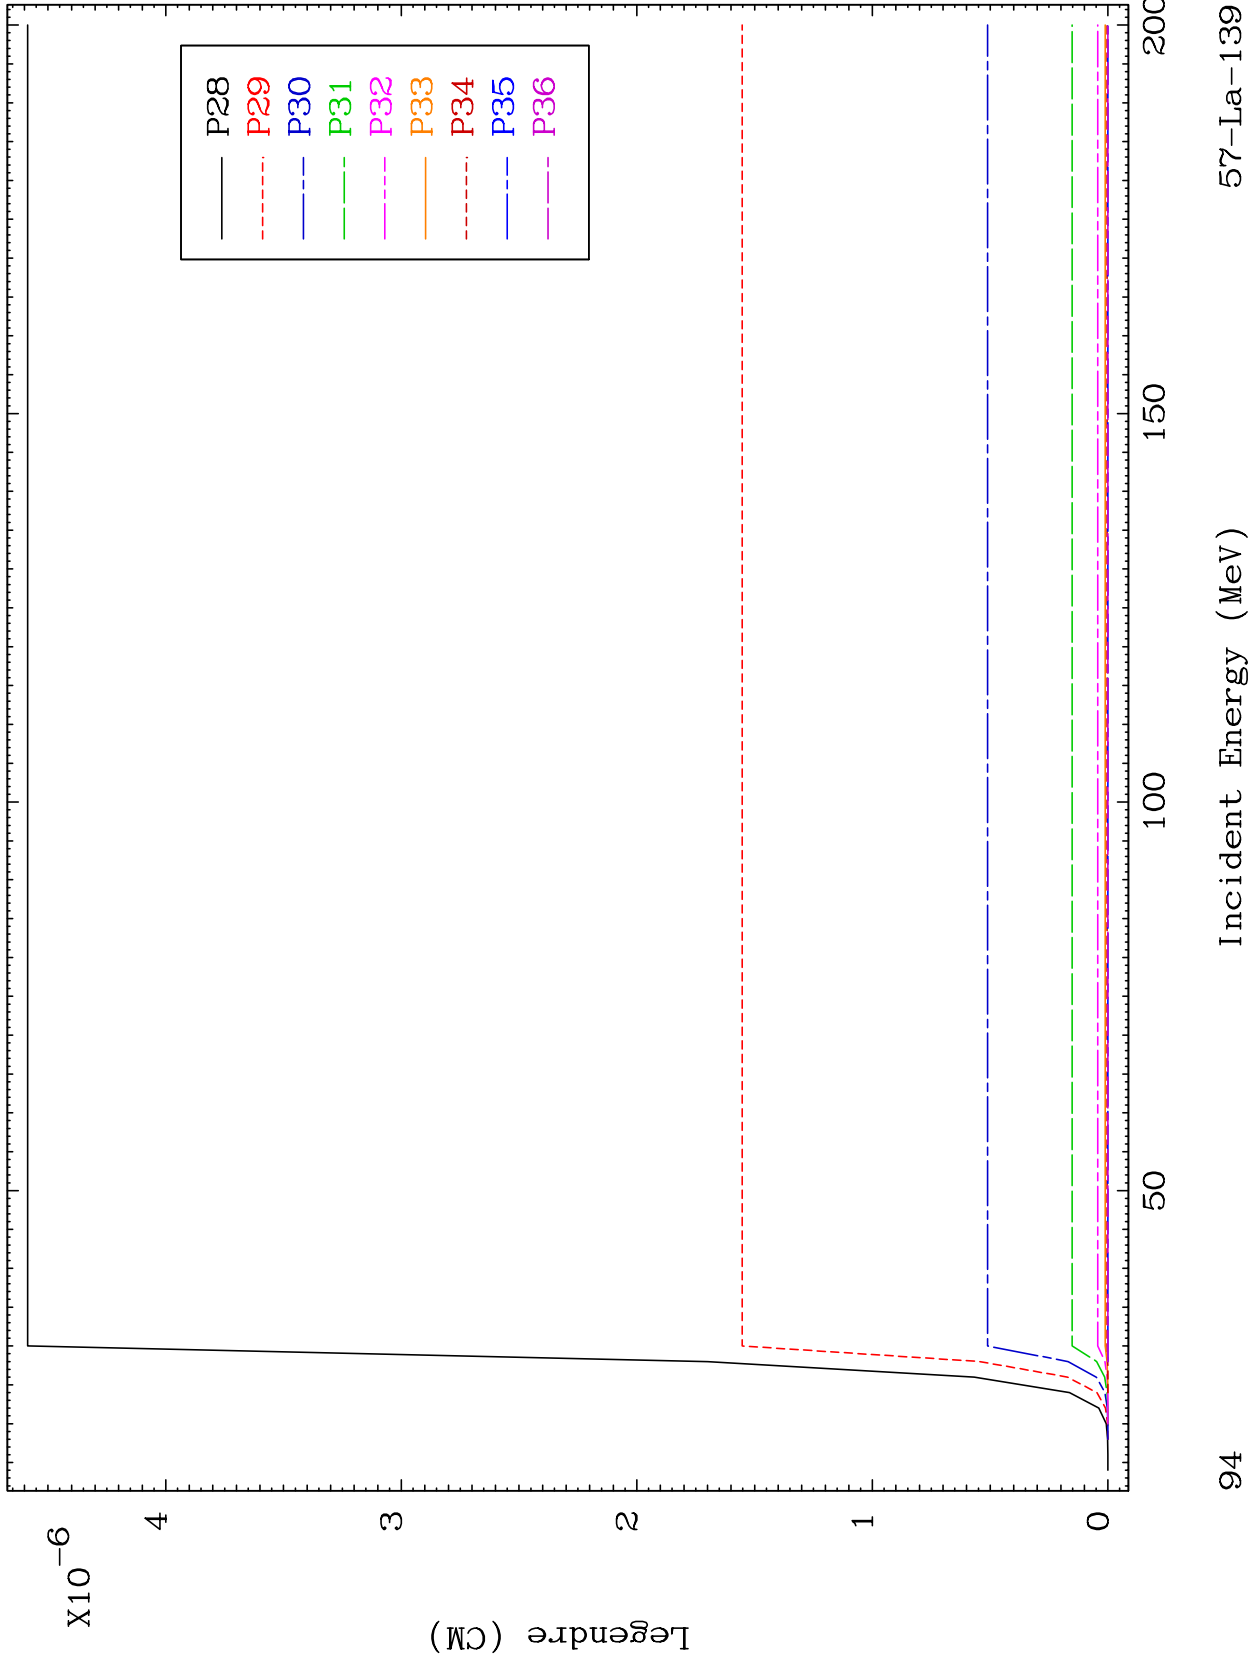 X10-6
Legendre (CM)
4
3
2
1
0
P28
P29
P30
P31
P32
P33
P34
P35
P36
50
100
150
200
Incident Energy (MeV)
94
57-La-139